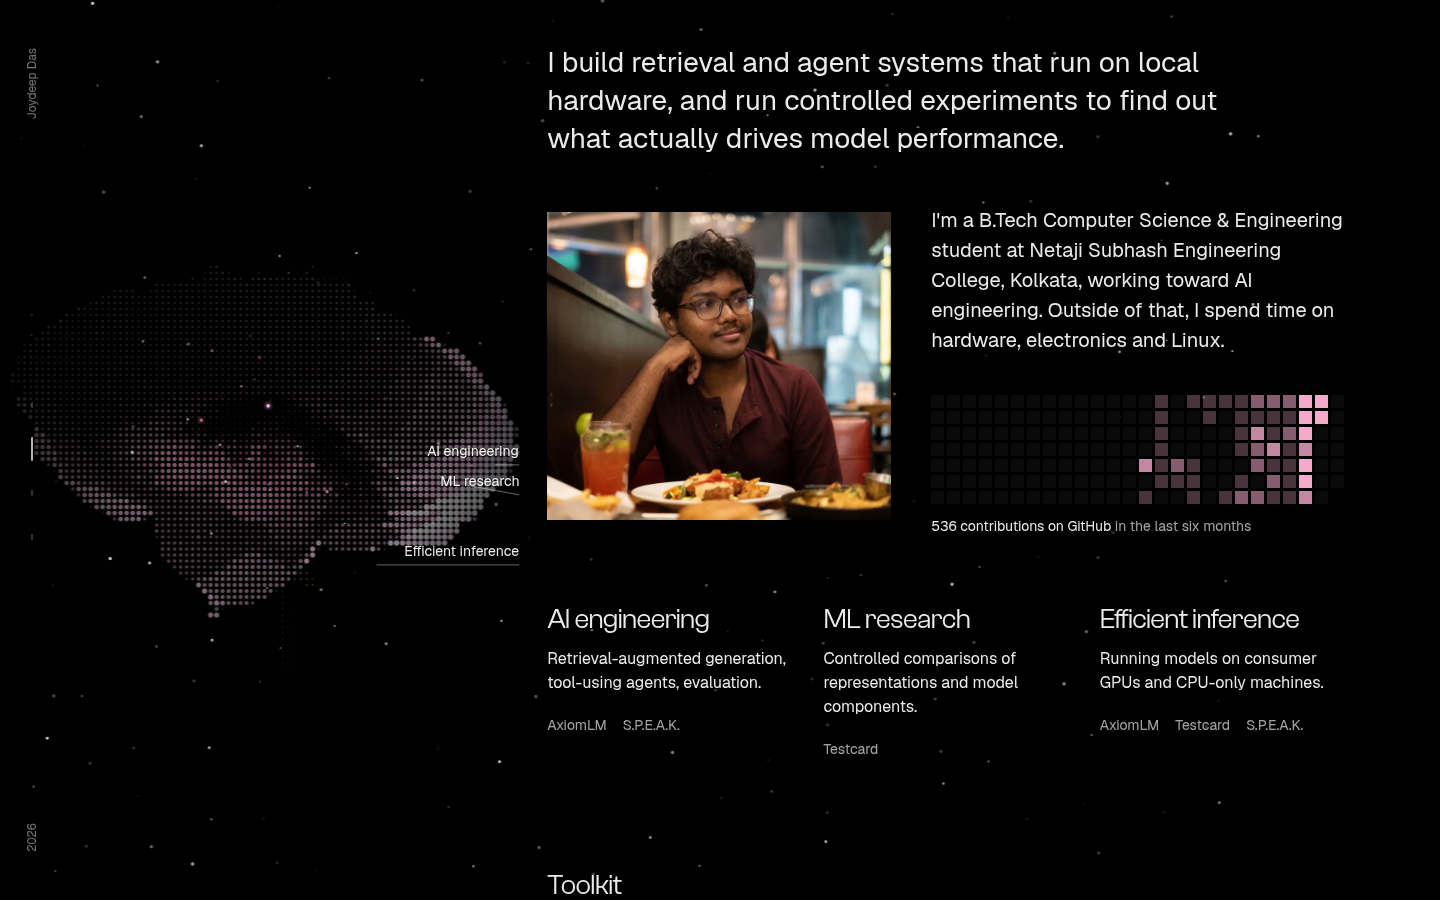 Joydeep Das
I build retrieval and agent systems that run on local
hardware, and run controlled experiments to find out
what actually drives model performance.
I'm a B.Tech Computer Science & Engineering
student at Netaji Subhash Engineering
College, Kolkata, working toward AI
engineering. Outside of that, I spend time on
hardware, electronics and Linux.
536 contributions on GitHub in the last six months
AI engineering
ML research
Efficient inference
AI engineering
Retrieval-augmented generation,
tool-using agents, evaluation.
AxiomLM S.P.E.A.K.
ML research
Controlled comparisons of
representations and model
components.
Testcard
Efficient inference
Running models on consumer
GPUs and CPU-only machines.
AxiomLM Testcard S.P.E.A.K.
2026
Toolkit